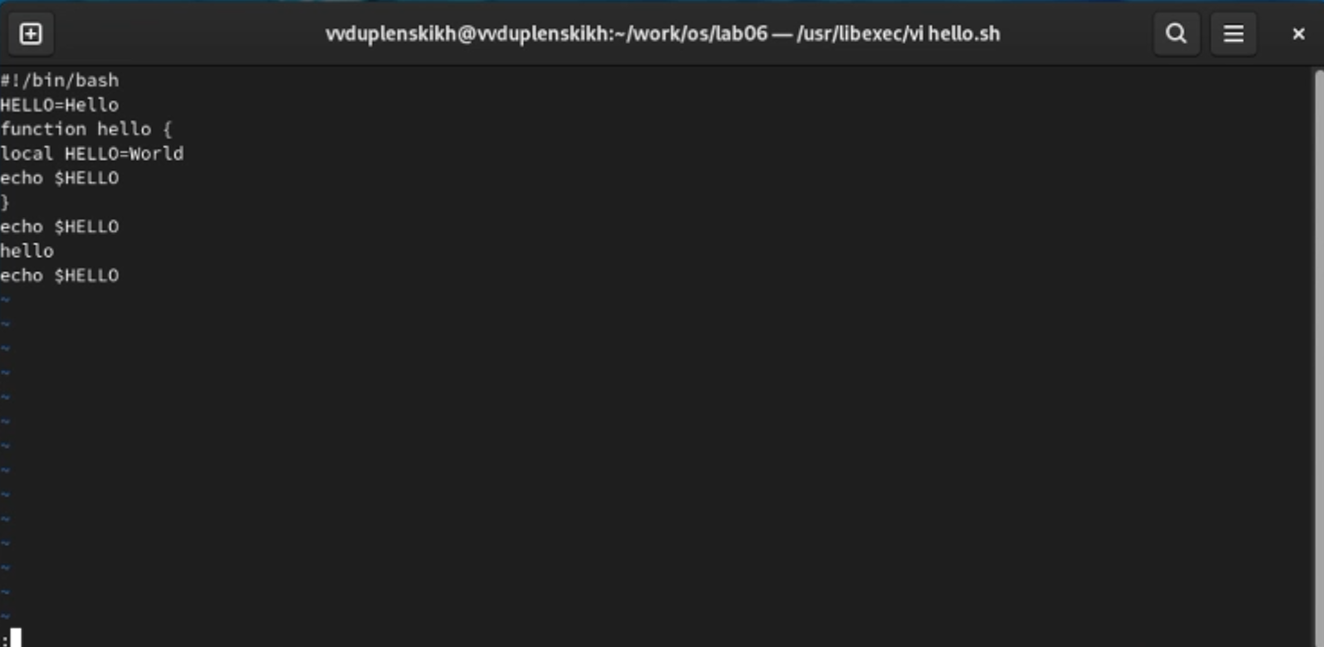 vvduplenskikh@vvduplenskikh:~/work/os/lab06 — /usr/libexec/vi hello.sh
#!/bin/bash
HELLO=Hello
function hello {
local HELLO=World
echo $HELLO
}
echo $HELLO
hello
echo $HELLO
~
~
~
~
~
~
~
~
~
~
~
~
~
~
: